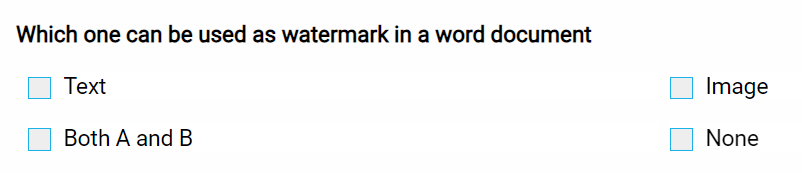 Which one can be used as watermark in a word document
Text
Image
Both A and B
None